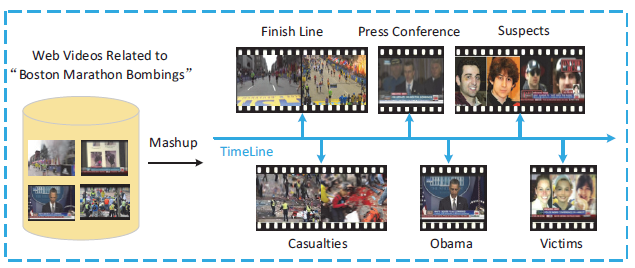 Web Videos Related to
“Boston Marathon Bombings”
Mashup
Finish Line
Press Conference
Suspects
TimeLine
Casualties
Obama
Victims